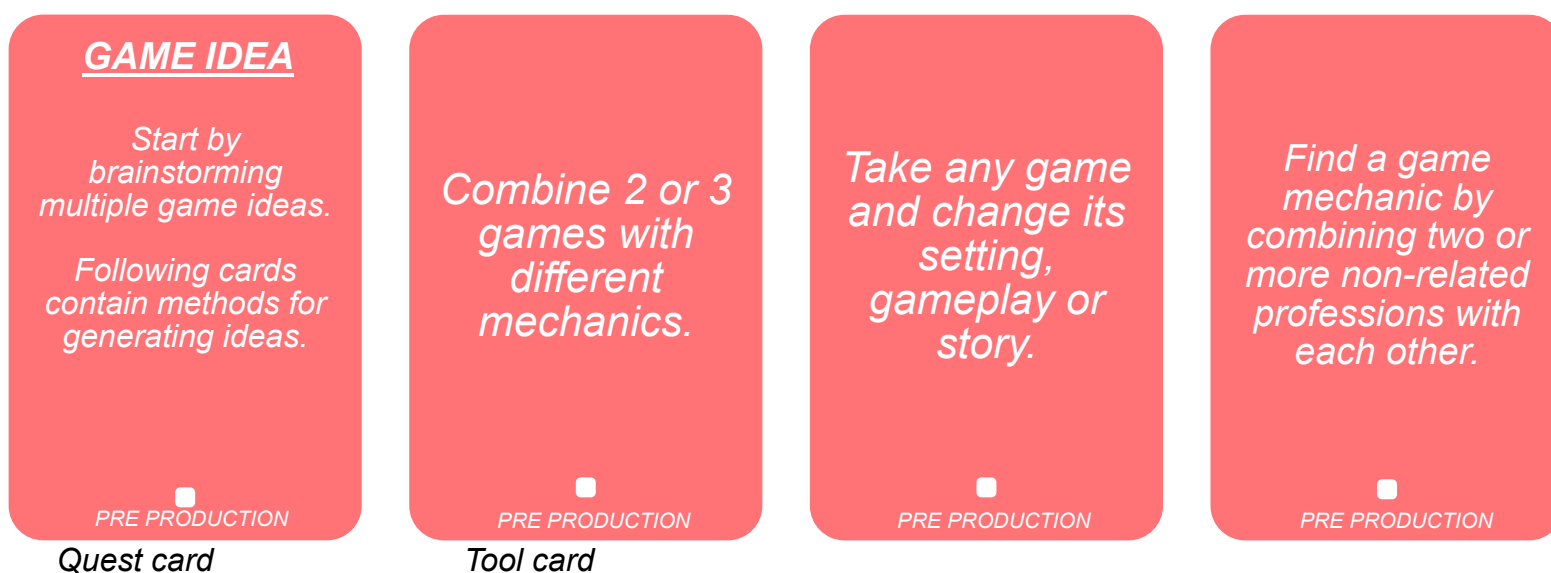 GAME IDEA
Start by
brainstorming
multiple game ideas.
Following cards
contain methods for
generating ideas.
PRE PRODUCTION
Quest card
Combine 2 or 3
games with
different
mechanics.
PRE PRODUCTION
Tool card
Take any game
and change its
setting,
gameplay or
story.
PRE PRODUCTION
Find a game
mechanic by
combining two or
more non-related
professions with
each other.
PRE PRODUCTION